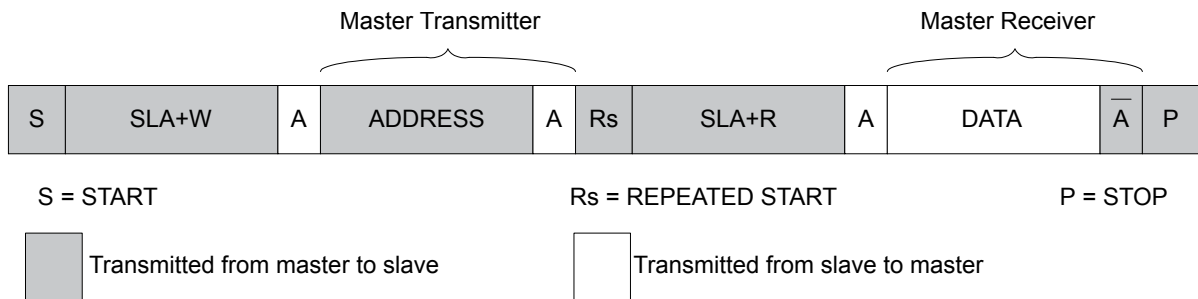 Master Transmitter Master Receiver
S SLA+W A ADDRESS A Rs SLA+R A DATA A̅ P
S = START Rs = REPEATED START P = STOP
Transmitted from master to slave Transmitted from slave to master